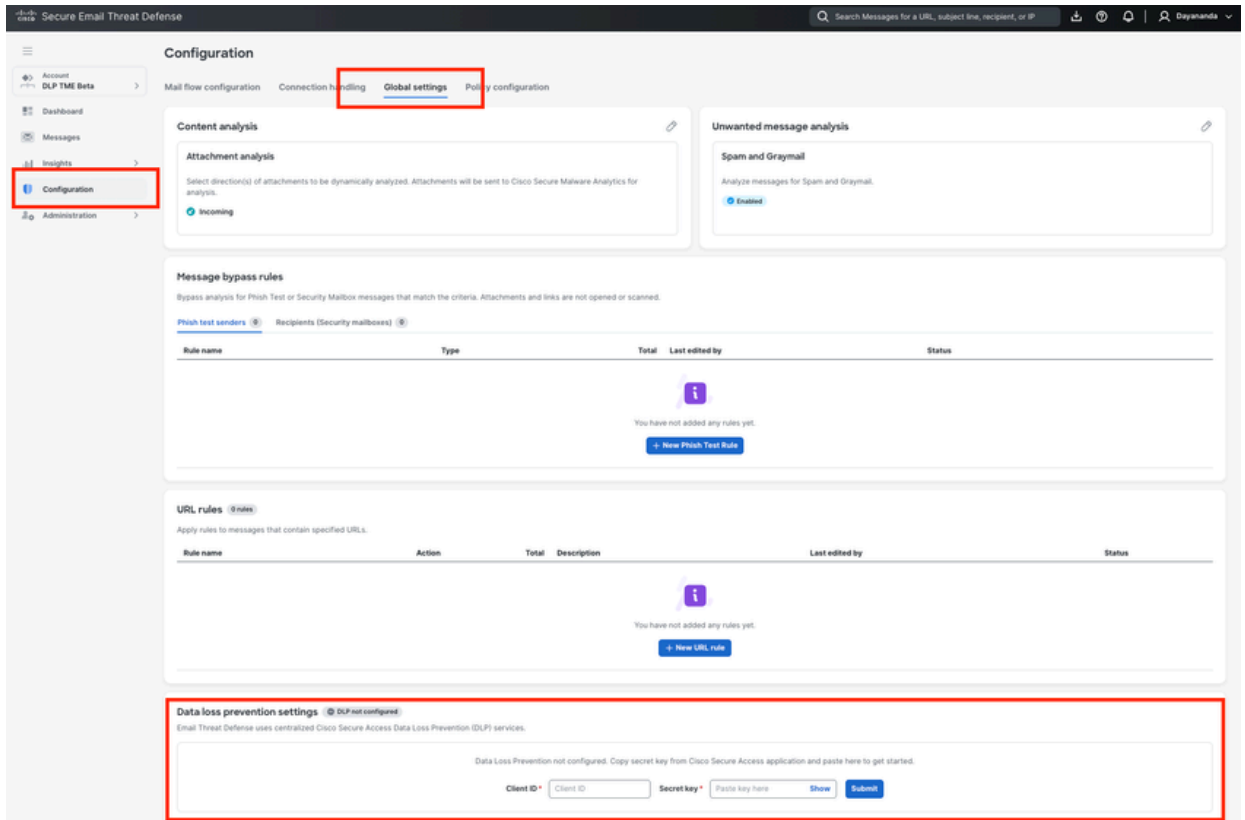 cisco Secure Email Threat Defense
Search Messages for a URL, subject line, recipient, or IP
Dayananda
Account
DLP TME Beta
Dashboard
Messages
Insights
Configuration
Administration
Configuration
Mail flow configuration Connection handling Global settings Policy configuration
Content analysis
Attachment analysis
Select direction(s) of attachments to be dynamically analyzed. Attachments will be sent to Cisco Secure Malware Analytics for
analysis.
Incoming
Unwanted message analysis
Spam and Graymail
Analyze messages for Spam and Graymail.
Enabled
Message bypass rules
Bypass analysis for Phish Test or Security Mailbox messages that match the criteria. Attachments and links are not opened or scanned.
Phish test senders 0 Recipients (Security mailboxes) 0
Rule name Type Total Last edited by Status
You have not added any rules yet.
+ New Phish Test Rule
URL rules 0 rules
Apply rules to messages that contain specified URLs.
Rule name Action Total Description Last edited by Status
You have not added any rules yet.
+ New URL rule
Data loss prevention settings DLP not configured
Email Threat Defense uses centralized Cisco Secure Access Data Loss Prevention (DLP) services.
Data Loss Prevention not configured. Copy secret key from Cisco Secure Access application and paste here to get started.
Client ID * Client ID Secret key * Paste key here Show Submit